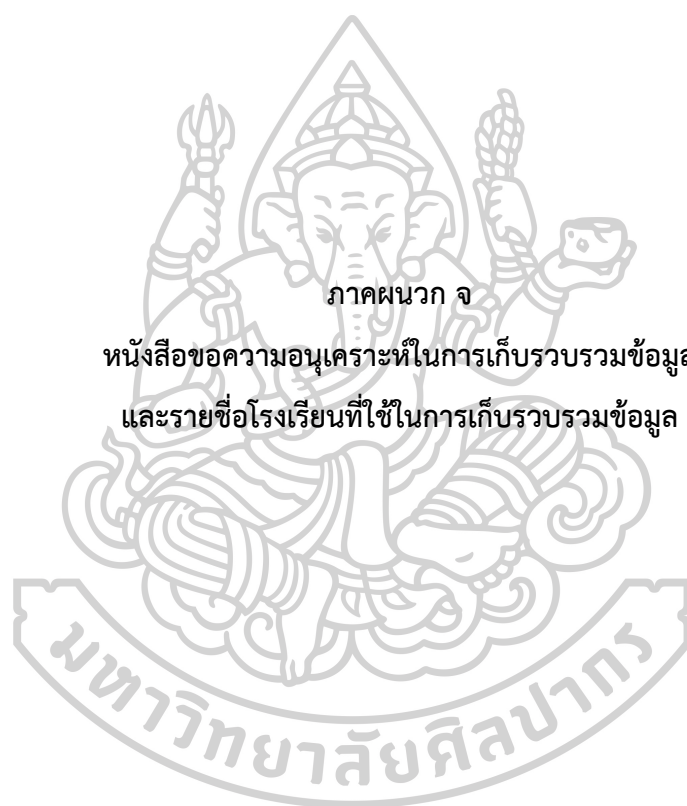 ภาคผนวก จ
หนังสือขอความอนุเคราะห์ในการเก็บรวบรวมข้อมูล
และรายชื่อโรงเรียนที่ใช้ในการเก็บรวบรวมข้อมูล
มหาวิทยาลัยศิลปากร